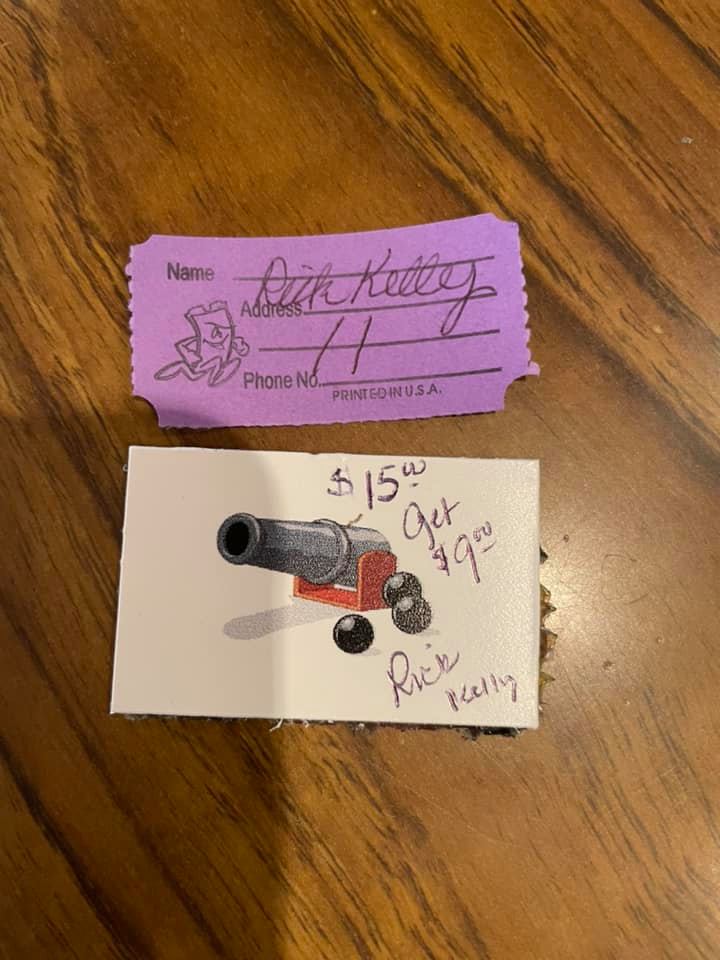 Name Rick Kelley
Address
11
Phone No.
PRINTED IN U.S.A.
$15.00
Get
$9.00
Rick
Kelly